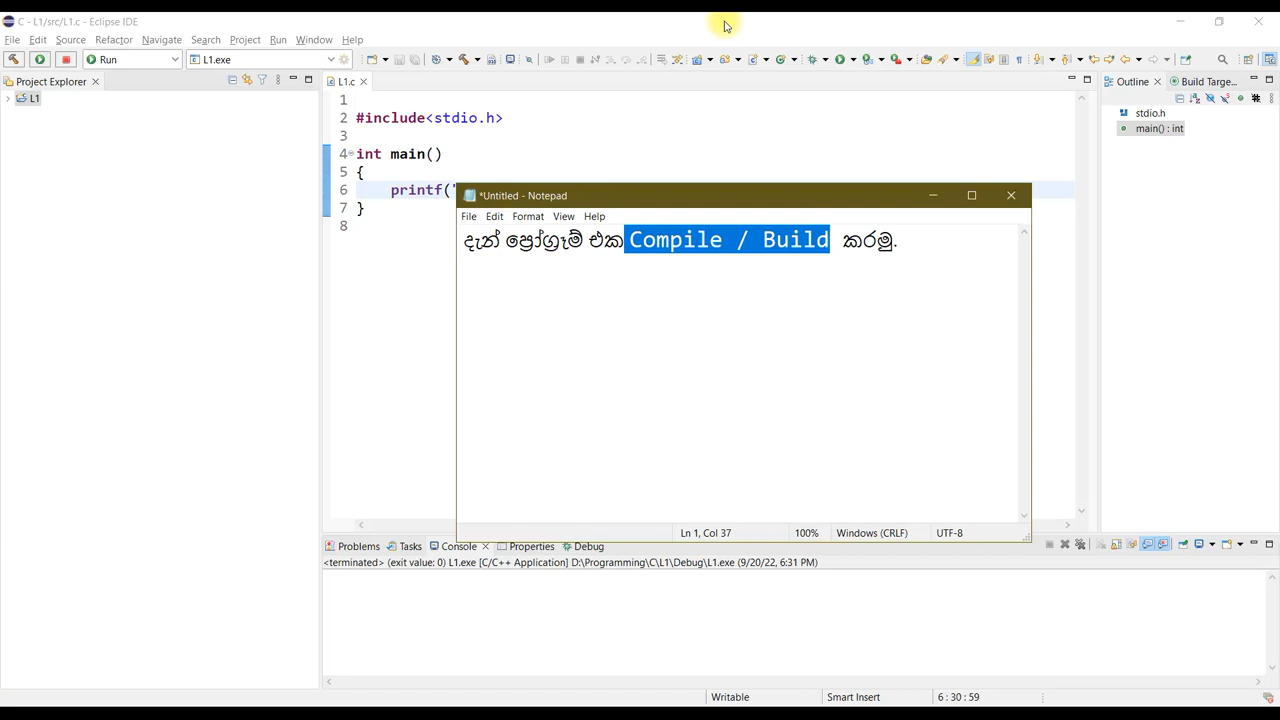 C - L1/src/L1.c - Eclipse IDE
File Edit Source Refactor Navigate Search Project Run Window Help
Run L1.exe
Project Explorer
L1
L1.c
1
2 #include<stdio.h>
3
4 int main()
5 {
6 printf("
7 }
8
*Untitled - Notepad
File Edit Format View Help
දැන් ප්‍රෝග්‍රෑම් එක Compile / Build කරමු.
Ln 1, Col 37 100% Windows (CRLF) UTF-8
Outline Build Targe...
stdio.h
main() : int
Problems Tasks Console Properties Debug
<terminated> (exit value: 0) L1.exe [C/C++ Application] D:\Programming\C\L1\Debug\L1.exe (9/20/22, 6:31 PM)
Writable Smart Insert 6 : 30 : 59